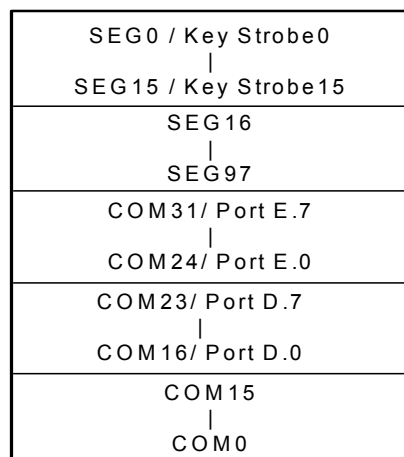 SEG0 / Key Strobe0
|
SEG15 / Key Strobe15
SEG16
|
SEG97
COM31/ Port E.7
|
COM24/ Port E.0
COM23/ Port D.7
|
COM16/ Port D.0
COM15
|
COM0